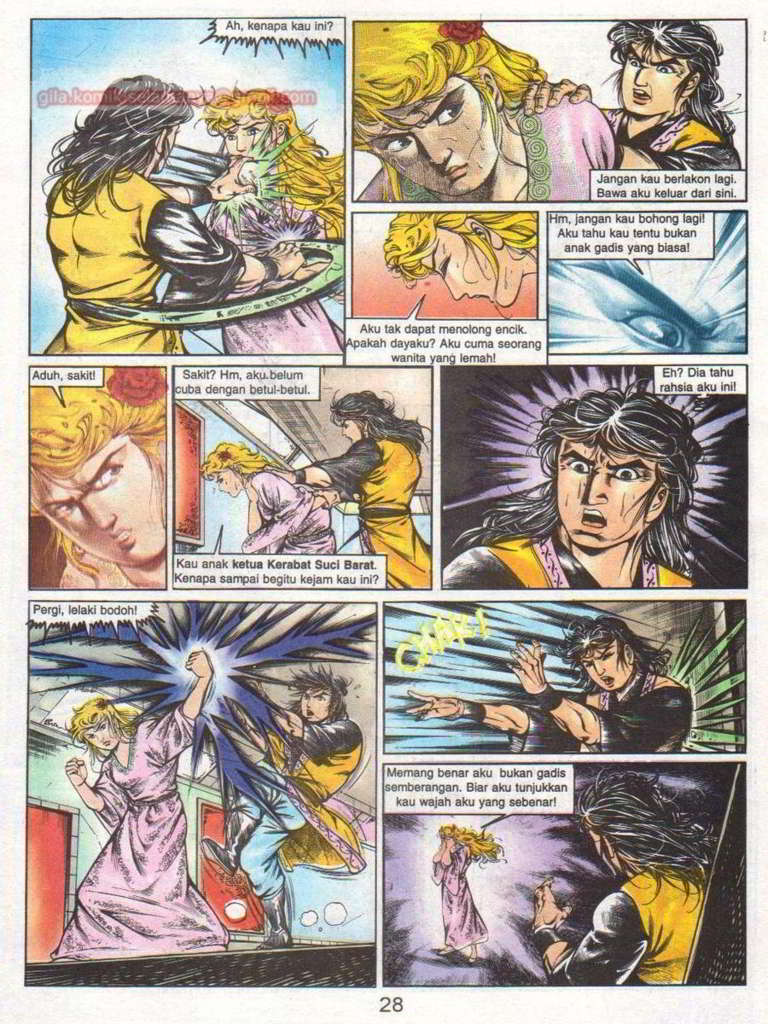 Ah, kenapa kau ini?
Jangan kau berlakon lagi.
Bawa aku keluar dari sini.
Aku tak dapat menolong encik.
Apakah dayaku? Aku cuma seorang
wanita yang lemah!
Hm, jangan kau bohong lagi!
Aku tahu kau tentu bukan
anak gadis yang biasa!
Aduh, sakit!
Sakit? Hm, aku belum
cuba dengan betul-betul.
Kau anak ketua Kerabat Suci Barat.
Kenapa sampai begitu kejam kau ini?
Eh? Dia tahu
rahsia aku ini!
Pergi, lelaki bodoh!
Memang benar aku bukan gadis
semberangan. Biar aku tunjukkan
kau wajah aku yang sebenar!
28